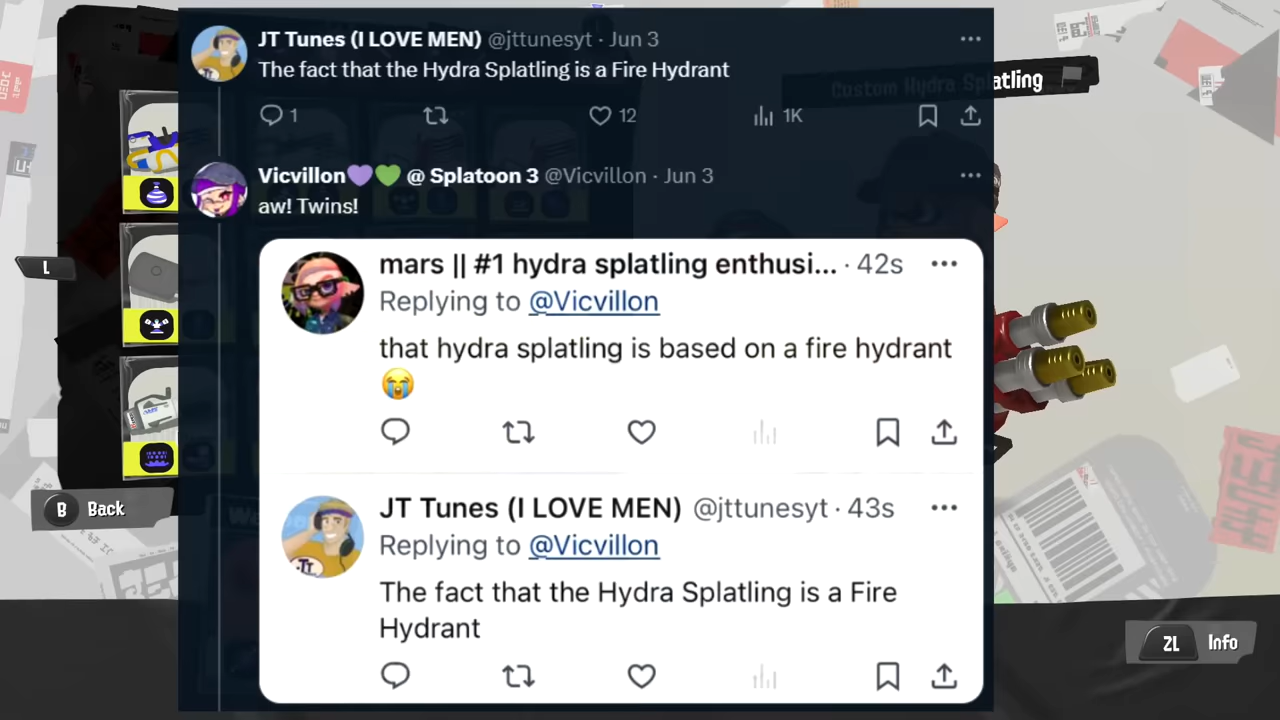 JT Tunes (I LOVE MEN) @jttunesyt · Jun 3
The fact that the Hydra Splatling is a Fire Hydrant
1 12 1K
Custom Hydra Splatling
Vicvillon💜💚 @ Splatoon 3 @Vicvillon · Jun 3
aw! Twins!
mars || #1 hydra splatling enthusi... · 42s
Replying to @Vicvillon
that hydra splatling is based on a fire hydrant
😭
JT Tunes (I LOVE MEN) @jttunesyt · 43s
Replying to @Vicvillon
The fact that the Hydra Splatling is a Fire
Hydrant
L
B Back
ZL Info